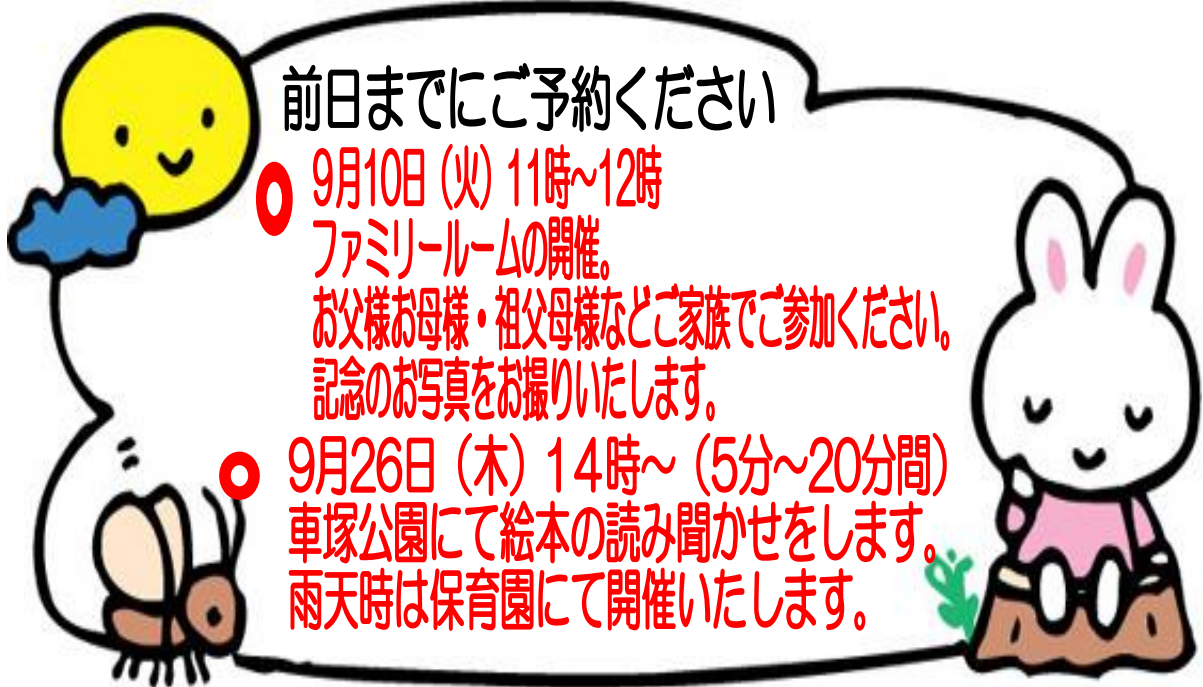 前日までにご予約ください
9月10日（火）11時～12時
ファミリールームの開催。
お父様お母様・祖父母様などご家族でご参加ください。
記念のお写真をお撮りいたします。
9月26日（木）14時～（5分～20分間）
車塚公園にて絵本の読み聞かせをします。
雨天時は保育園にて開催いたします。